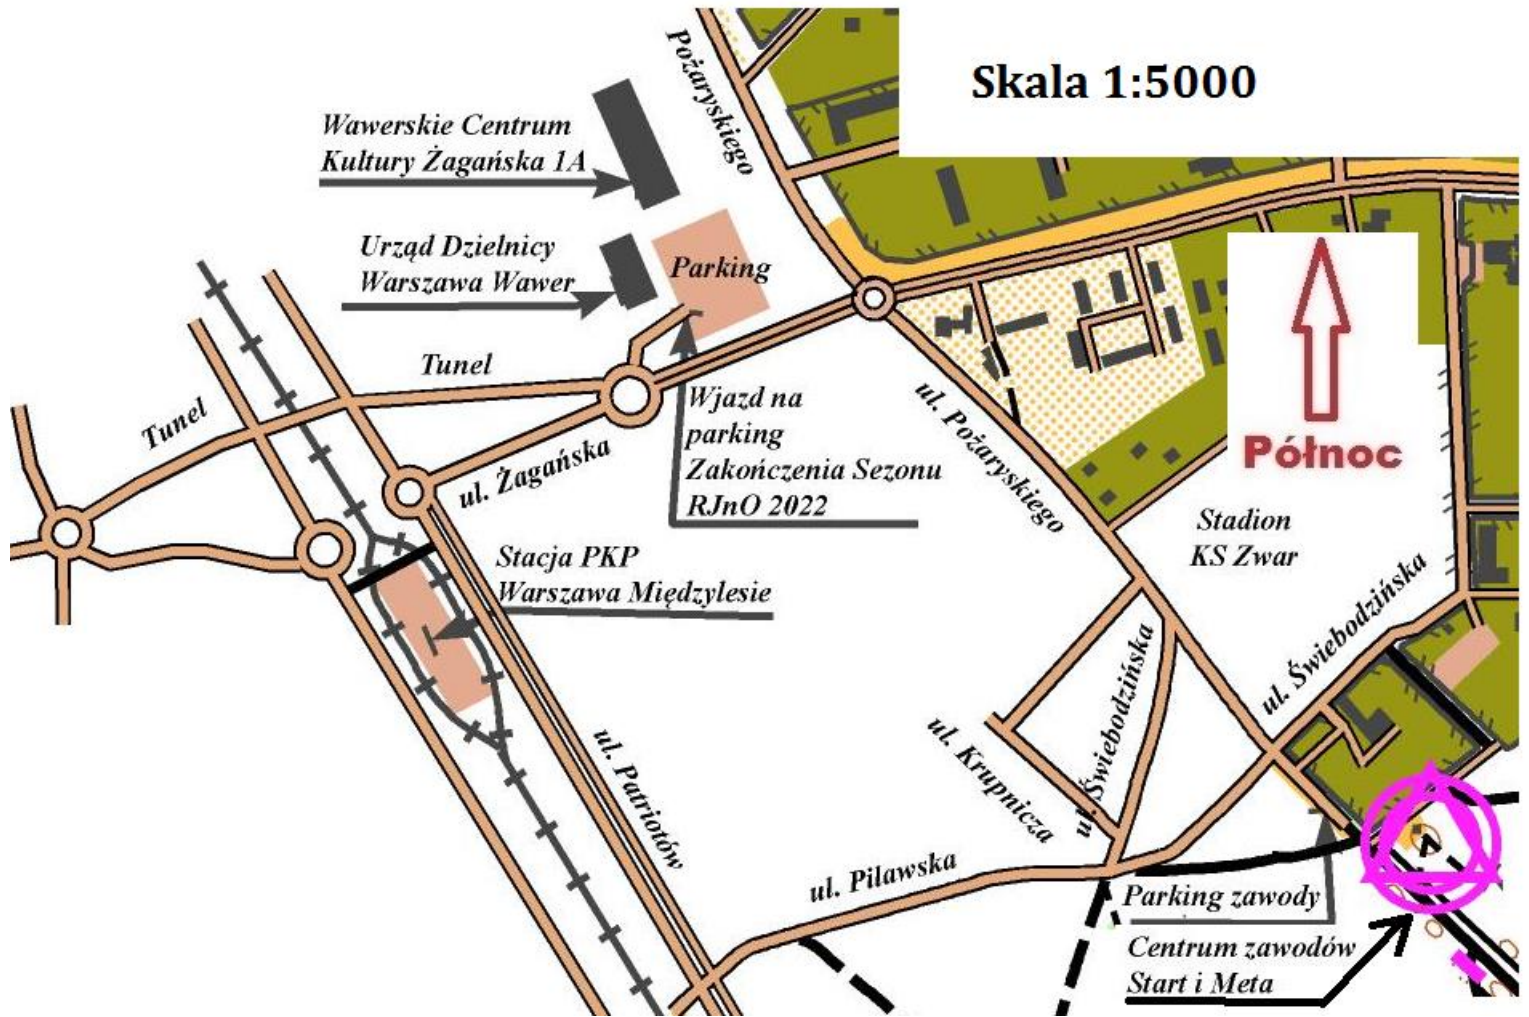 Skala 1:5000
Pożaryskiego
Wawerskie Centrum
Kultury Żagańska 1A
Urząd Dzielnicy
Warszawa Wawer
Parking
Tunel
Tunel
Wjazd na
parking
Zakończenia Sezonu
RJnO 2022
ul. Żagańska
ul. Pożaryskiego
Północ
Stadion
KS Zwar
Stacja PKP
Warszawa Międzylesie
ul. Świebodzińska
ul. Świebodzińska
ul. Krupnicza
ul. Patriotów
ul. Pilawska
Parking zawody
Centrum zawodów
Start i Meta